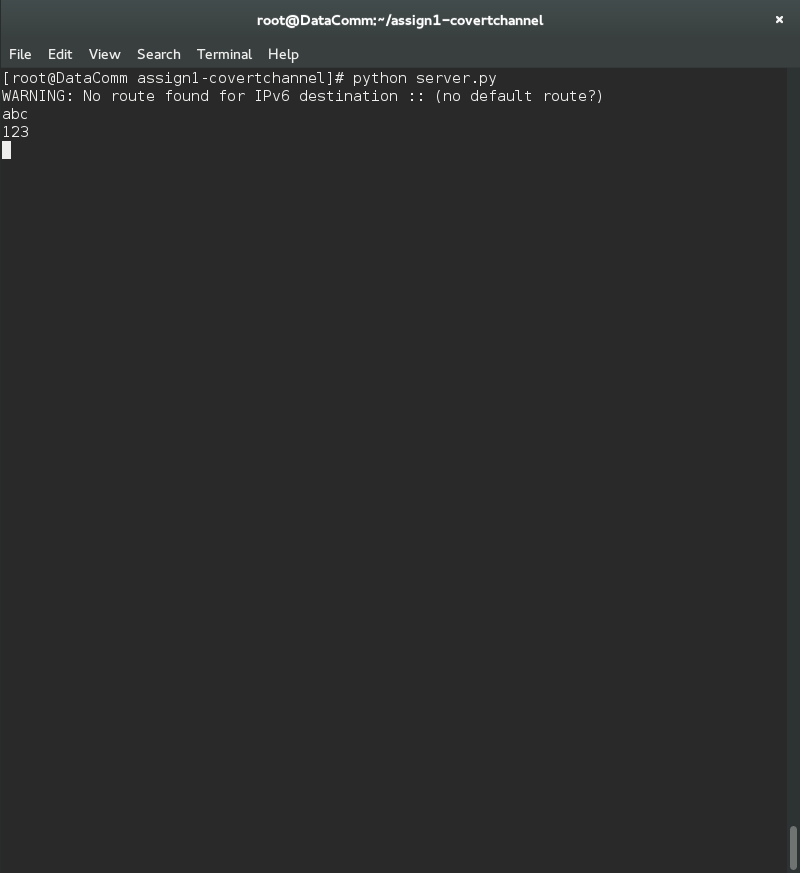 root@DataComm:~/assign1-covertchannel
File Edit View Search Terminal Help
[root@DataComm assign1-covertchannel]# python server.py
WARNING: No route found for IPv6 destination :: (no default route?)
abc
123